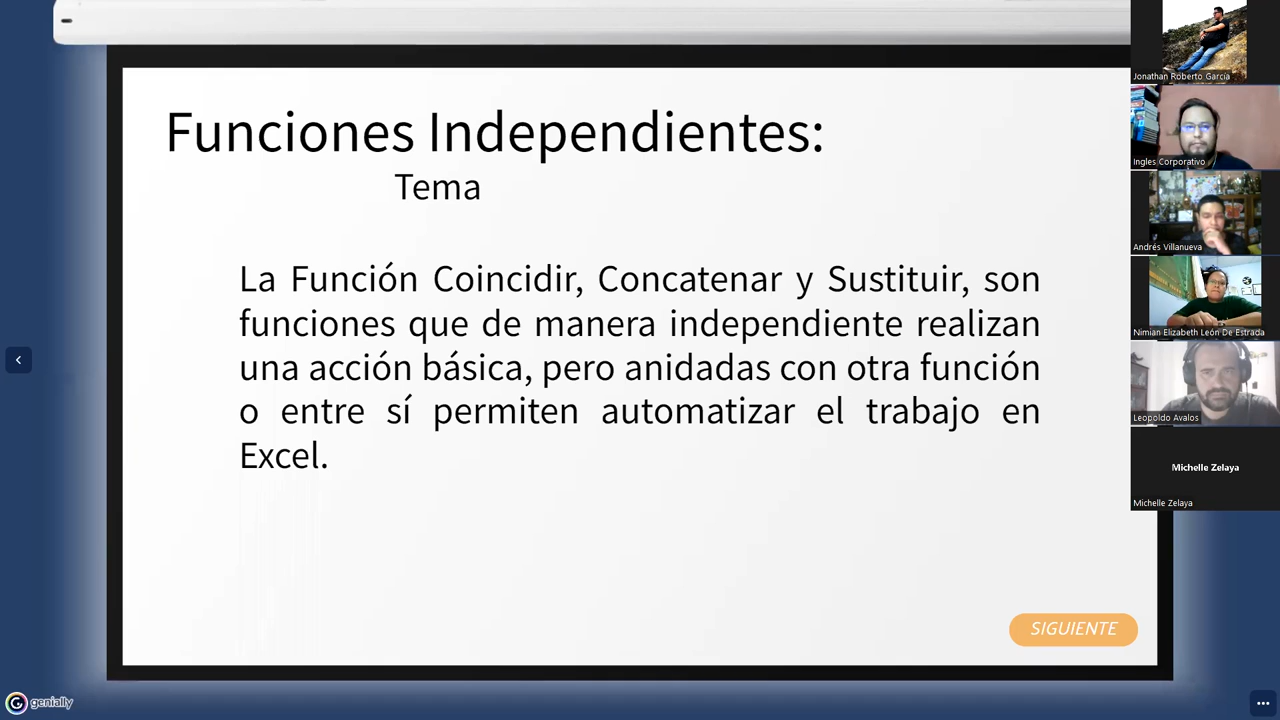 Funciones Independientes:
Tema
La Función Coincidir, Concatenar y Sustituir, son
funciones que de manera independiente realizan
una acción básica, pero anidadas con otra función
o entre sí permiten automatizar el trabajo en
Excel.
SIGUIENTE
genially
Jonathan Roberto García
Ingles Corporativo
Andrés Villanueva
Nimian Elizabeth León De Estrada
Leopoldo Avalos
Michelle Zelaya
Michelle Zelaya